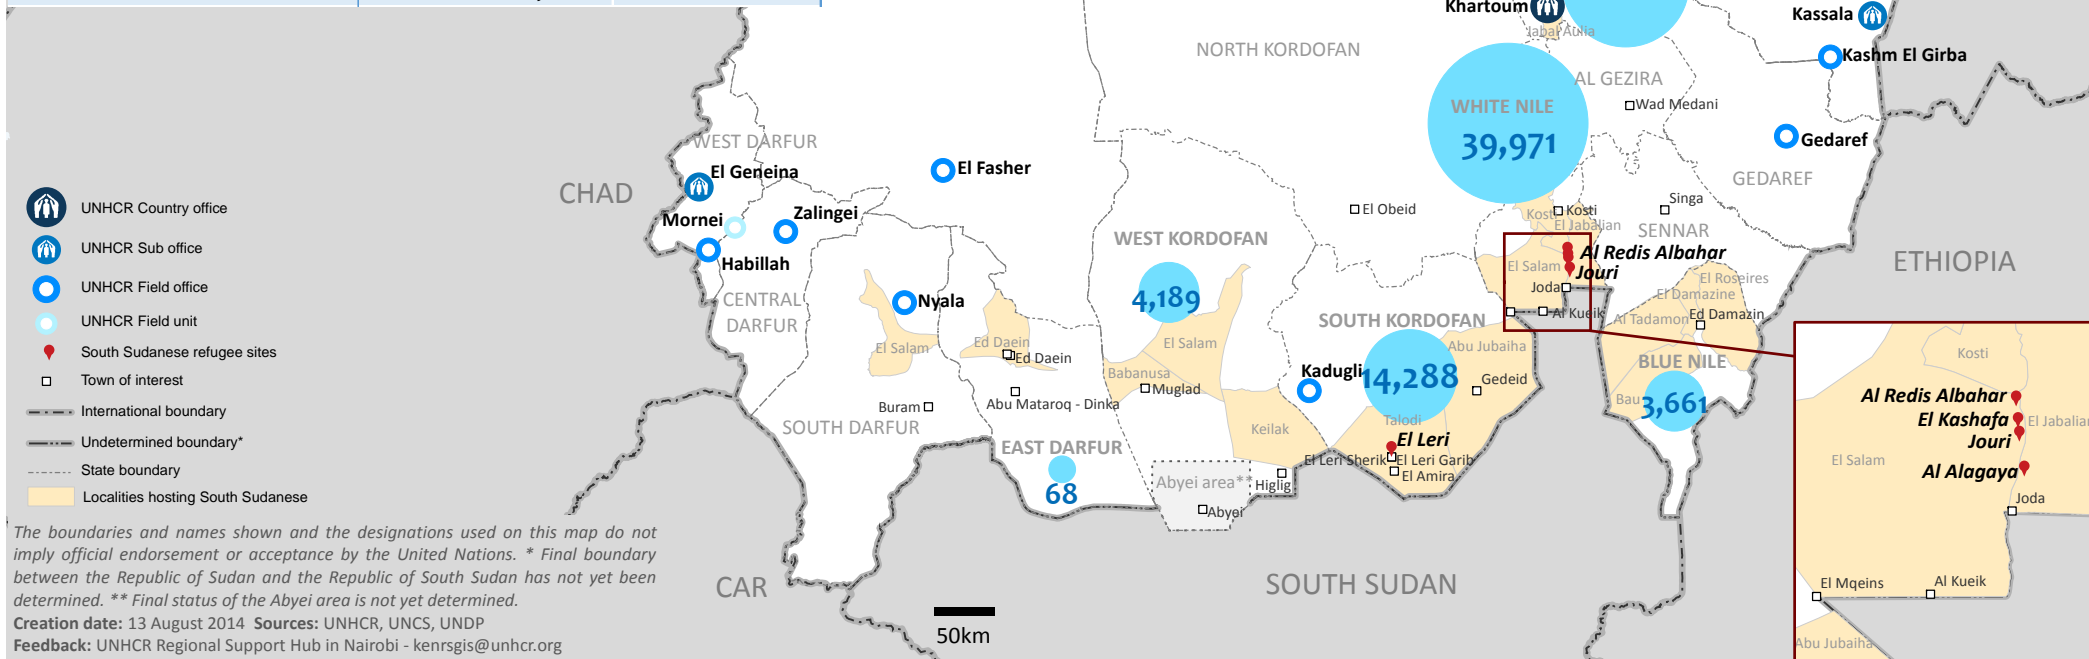 Khartoum
Kassala
Jabal Aulia
NORTH KORDOFAN
Kashm El Girba
AL GEZIRA
WHITE NILE
Wad Medani
39,971
WEST DARFUR
Gedaref
El Geneina
El Fasher
GEDAREF
CHAD
UNHCR Country office
Mornei
Zalingei
El Obeid
Kosti
Kosti
Singa
El Jabalian
SENNAR
UNHCR Sub office
Habillah
WEST KORDOFAN
Al Redis Albahar
El Salam
Jouri
ETHIOPIA
UNHCR Field office
CENTRAL
DARFUR
Nyala
4,189
Joda
El Roseires
El Damazine
UNHCR Field unit
SOUTH KORDOFAN
Al Kueik
Al Tadamon
Ed Damazin
South Sudanese refugee sites
El Salam
Ed Daein
Ed Daein
El Salam
Abu Jubaiha
Kosti
Town of interest
Babanusa
Muglad
Kadugli
14,288
Gedeid
BLUE NILE
Bau
3,661
Al Redis Albahar
International boundary
Buram
Abu Mataroq - Dinka
SOUTH DARFUR
Keilak
Talodi
El Kashafa
El Jabalian
Jouri
Undetermined boundary*
EAST DARFUR
El Leri
El Leri Sherik
El Leri Garib
El Salam
State boundary
68
Abyei area**
Higlig
El Amira
Al Alagaya
Localities hosting South Sudanese
Abyei
Joda
The boundaries and names shown and the designations used on this map do not
imply official endorsement or acceptance by the United Nations. * Final boundary
between the Republic of Sudan and the Republic of South Sudan has not yet been
determined. ** Final status of the Abyei area is not yet determined.
CAR
SOUTH SUDAN
El Mqeins
Al Kueik
Creation date: 13 August 2014 Sources: UNHCR, UNCS, UNDP
50km
Feedback: UNHCR Regional Support Hub in Nairobi - kenrsgis@unhcr.org
Abu Jubaiha